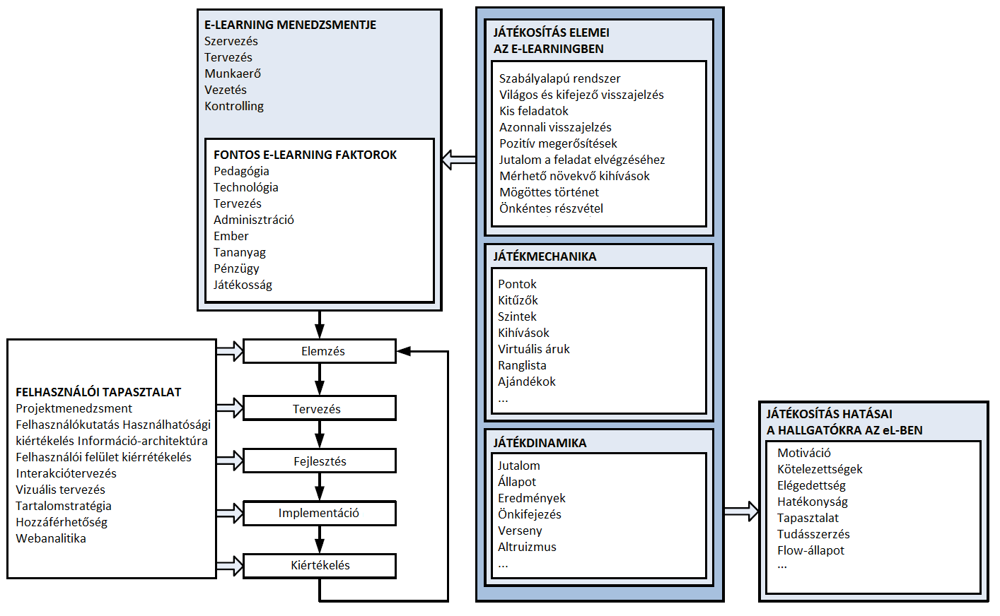 E-LEARNING MENEDZSMENTJE
Szervezés
Tervezés
Munkaerő
Vezetés
Kontrolling
FONTOS E-LEARNING FAKTOROK
Pedagógia
Technológia
Tervezés
Adminisztráció
Ember
Tananyag
Pénzügy
Játékosság
JÁTÉKOSÍTÁS ELEMEI
AZ E-LEARNINGBEN
Szabályalapú rendszer
Világos és kifejező visszajelzés
Kis feladatok
Azonnali visszajelzés
Pozitív megerősítések
Jutalom a feladat elvégzéséhez
Mérhető növekvő kihívások
Mögöttes történet
Önkéntes részvétel
JÁTÉKMECHANIKA
Pontok
Kitűzők
Szintek
Kihívások
Virtuális áruk
Ranglista
Ajándékok
...
JÁTÉKDINAMIKA
Jutalom
Állapot
Eredmények
Önkifejezés
Verseny
Altruizmus
...
FELHASZNÁLÓI TAPASZTALAT
Projektmenedzsment
Felhasználókutatás Használhatósági
kiértékelés Információ-architektúra
Felhasználói felület kiérrétékelés
Interakciótervezés
Vizuális tervezés
Tartalomstratégia
Hozzáférhetőség
Webanalitika
Elemzés
Tervezés
Fejlesztés
Implementáció
Kiértékelés
JÁTÉKOSÍTÁS HATÁSAI
A HALLGATÓKRA AZ eL-BEN
Motiváció
Kötelezettségek
Elégedettség
Hatékonyság
Tapasztalat
Tudásszerzés
Flow-állapot
...